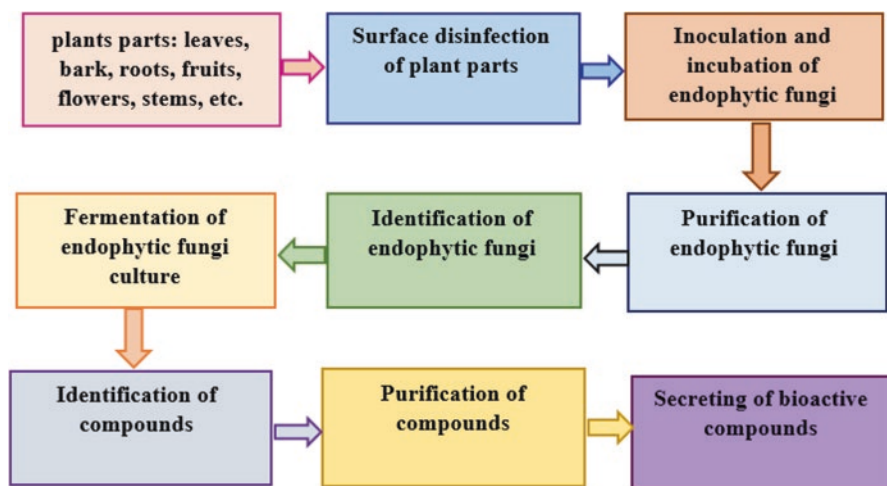 plants parts: leaves,
bark, roots, fruits,
flowers, stems, etc.
Surface disinfection
of plant parts
Inoculation and
incubation of
endophytic fungi
Purification of
endophytic fungi
Identification of
endophytic fungi
Fermentation of
endophytic fungi
culture
Identification of
compounds
Purification of
compounds
Secreting of bioactive
compounds